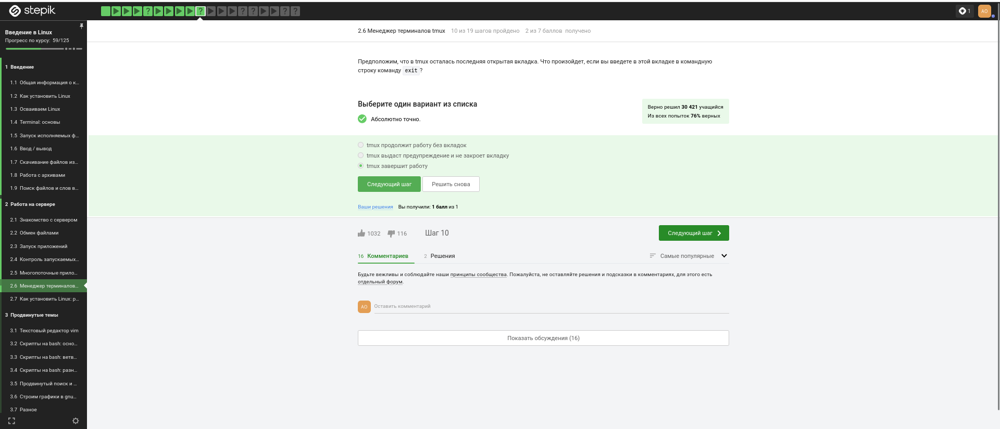 stepik
? ? ? ? ? ?
1
AO
Введение в Linux
Прогресс по курсу: 59/125
1 Введение
1.1 Общая информация о к...
1.2 Как установить Linux
1.3 Осваиваем Linux
1.4 Terminal: основы
1.5 Запуск исполняемых ф...
1.6 Ввод / вывод
1.7 Скачивание файлов из...
1.8 Работа с архивами
1.9 Поиск файлов и слов в...
2 Работа на сервере
2.1 Знакомство с сервером
2.2 Обмен файлами
2.3 Запуск приложений
2.4 Контроль запускаемых...
2.5 Многопоточные прило...
2.6 Менеджер терминалов...
2.7 Как установить Linux: р...
3 Продвинутые темы
3.1 Текстовый редактор vim
3.2 Скрипты на bash: осно...
3.3 Скрипты на bash: ветв...
3.4 Скрипты на bash: разн...
3.5 Продвинутый поиск и ...
3.6 Строим графики в gnu...
3.7 Разное
2.6 Менеджер терминалов tmux 10 из 19 шагов пройдено 2 из 7 баллов получено
Предположим, что в tmux осталась последняя открытая вкладка. Что произойдет, если вы введете в этой вкладке в командную
строку команду exit ?
Выберите один вариант из списка
Абсолютно точно.
Верно решил 30 421 учащийся
Из всех попыток 76% верных
tmux продолжит работу без вкладок
tmux выдаст предупреждение и не закроет вкладку
tmux завершит работу
Следующий шаг Решить снова
Ваши решения Вы получили: 1 балл из 1
1032 116 Шаг 10 Следующий шаг
16 Комментариев 2 Решения Самые популярные
Будьте вежливы и соблюдайте наши принципы сообщества. Пожалуйста, не оставляйте решения и подсказки в комментариях, для этого есть
отдельный форум.
AO Оставить комментарий
Показать обсуждения (16)